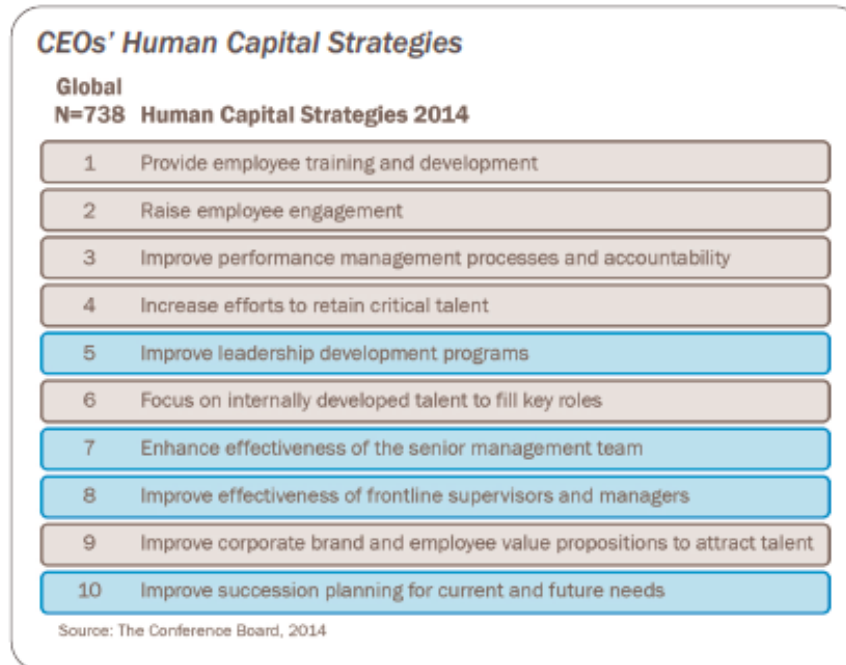 CEOs' Human Capital Strategies
Global
N=738 Human Capital Strategies 2014
1 Provide employee training and development
2 Raise employee engagement
3 Improve performance management processes and accountability
4 Increase efforts to retain critical talent
5 Improve leadership development programs
6 Focus on internally developed talent to fill key roles
7 Enhance effectiveness of the senior management team
8 Improve effectiveness of frontline supervisors and managers
9 Improve corporate brand and employee value propositions to attract talent
10 Improve succession planning for current and future needs
Source: The Conference Board, 2014